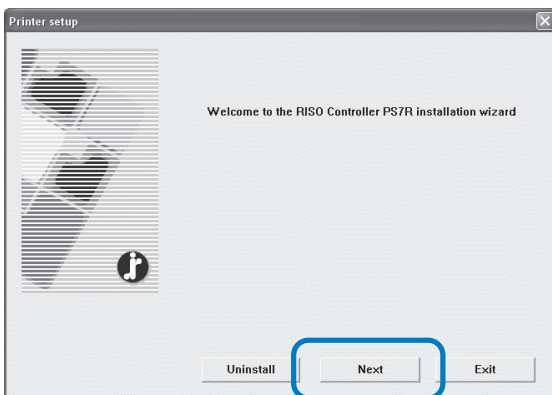 Printer setup
Welcome to the RISO Controller PS7R installation wizard
Uninstall
Next
Exit